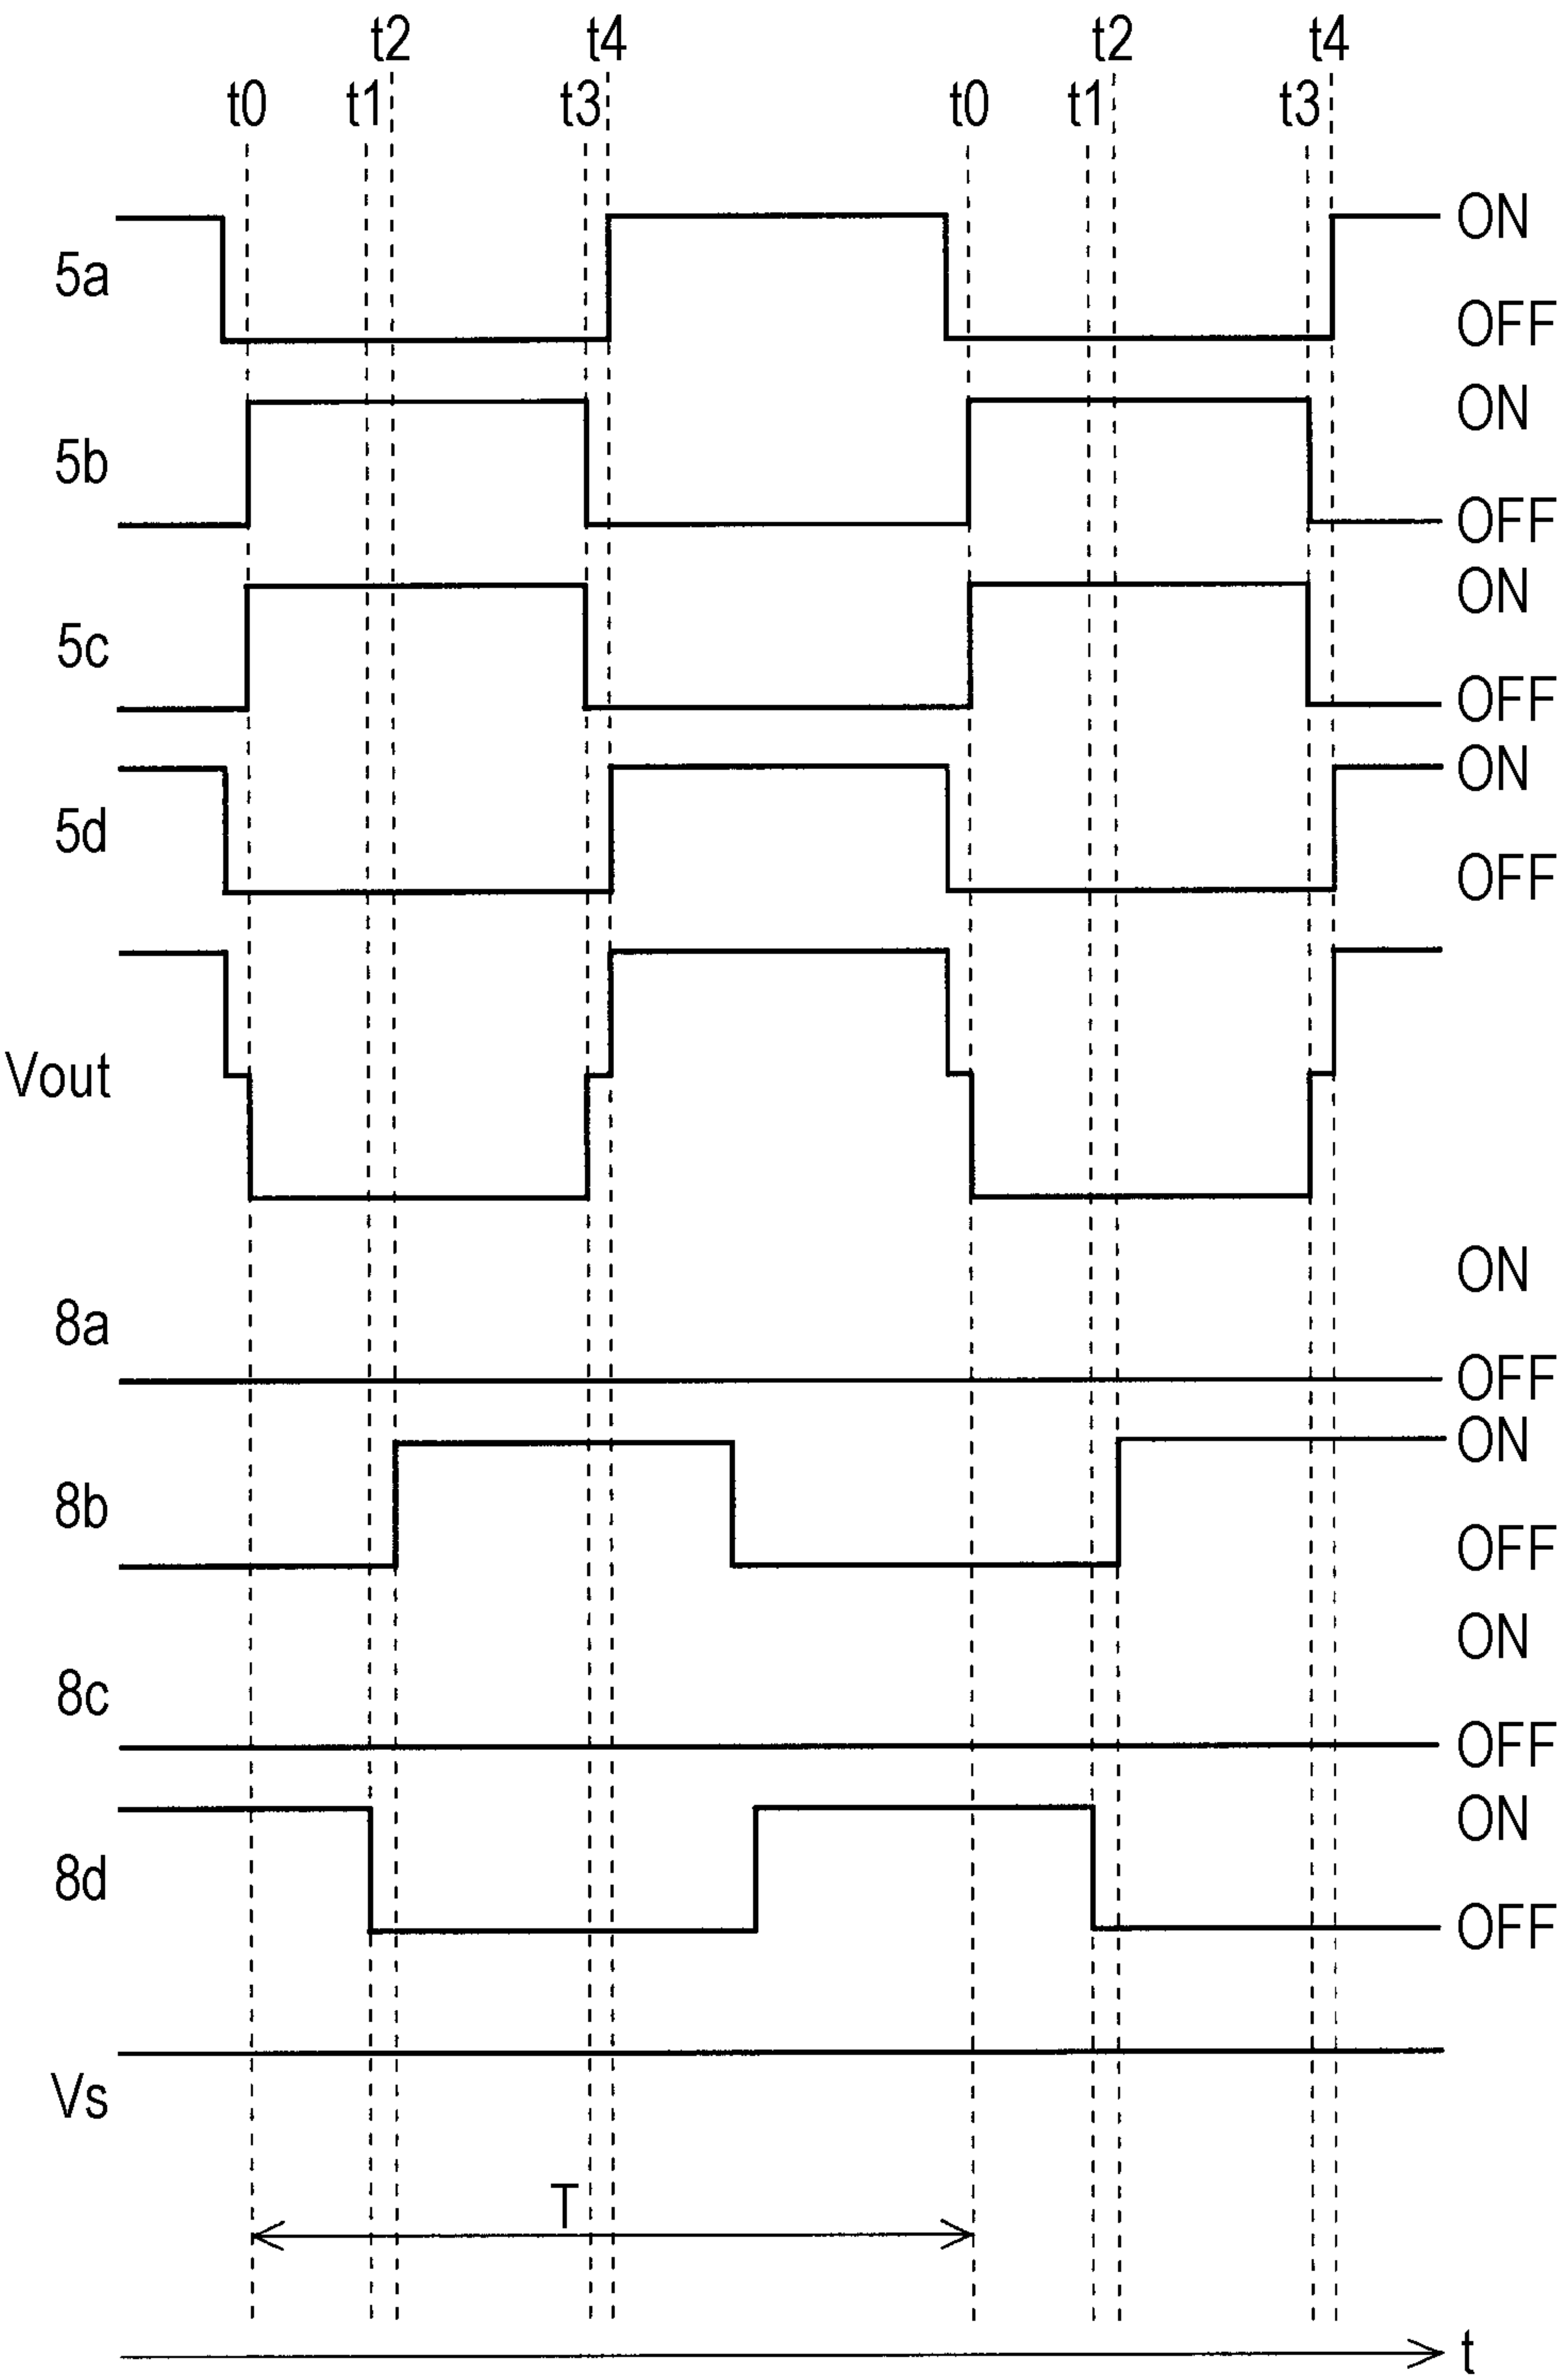 t2 t4 t2 t4
t0 t1 t3 t0 t1 t3
ON
5a
OFF
ON
5b
OFF
ON
5c
OFF
ON
5d
OFF
Vout
ON
8a
OFF
ON
8b
OFF
ON
8c
OFF
ON
8d
OFF
Vs
T
t